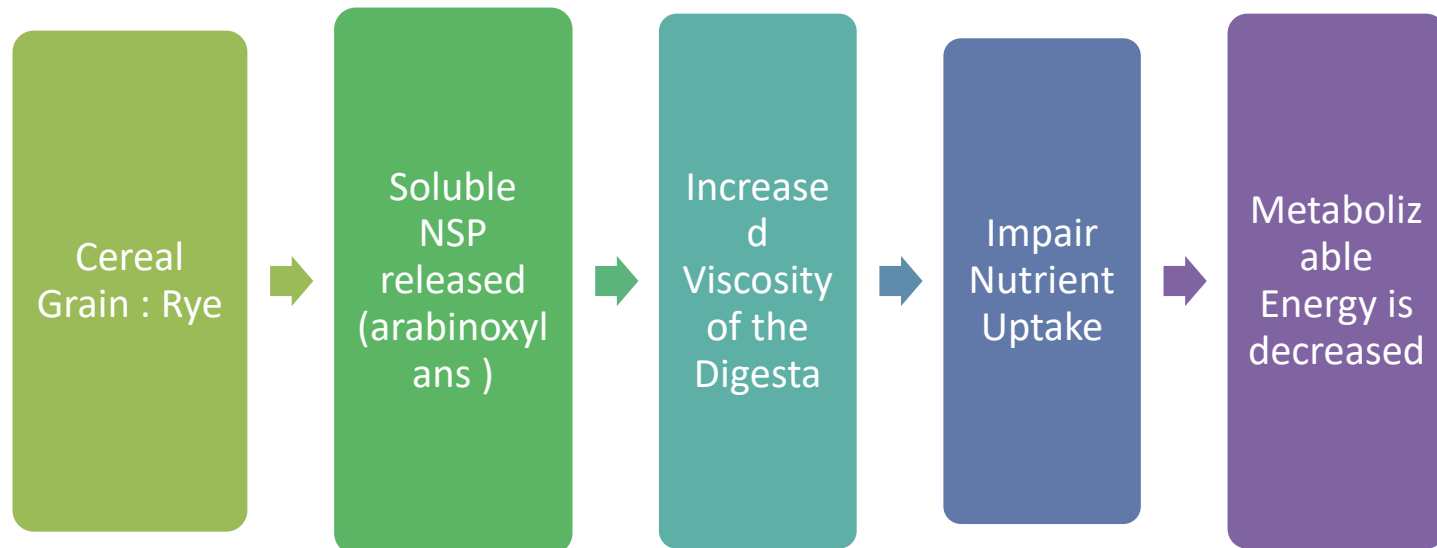 Cereal
Grain : Rye
Soluble
NSP
released
(arabinoxyl
ans )
Increase
d
Viscosity
of the
Digesta
Impair
Nutrient
Uptake
Metaboliz
able
Energy is
decreased